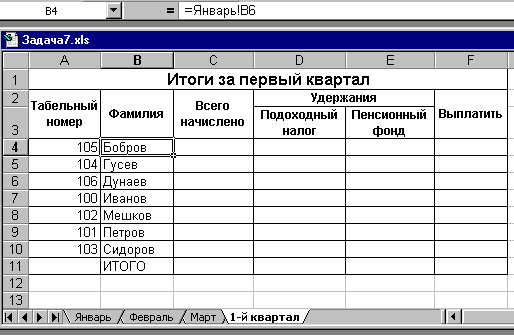 B4 = =Январь!B6
Задача7.xls
A B C D E F
1 Итоги за первый квартал
2 Табельный номер Фамилия Всего начислено Удержания Выплатить
3 Подоходный налог Пенсионный фонд
4 105 Бобров
5 104 Гусев
6 106 Дунаев
7 100 Иванов
8 102 Мешков
9 101 Петров
10 103 Сидоров
11 ИТОГО
12
13
Январь Февраль Март 1-й квартал